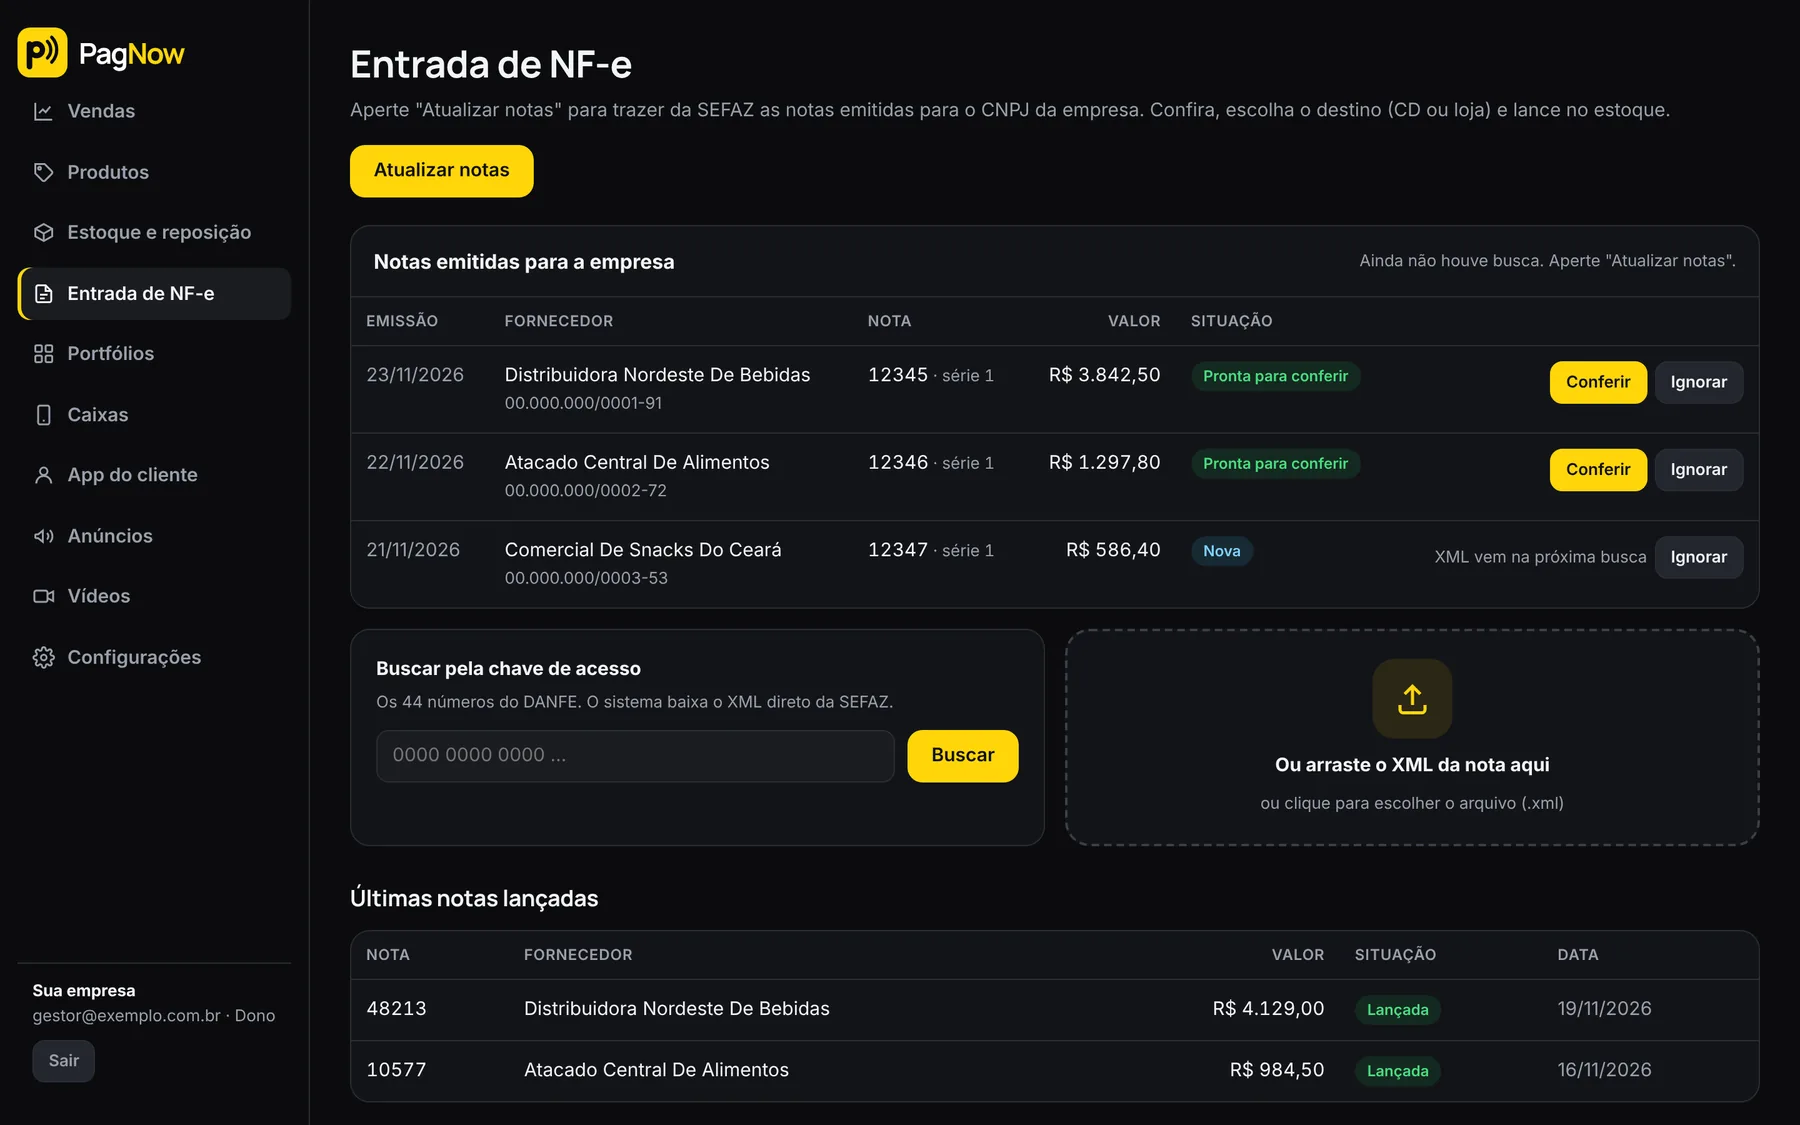 PagNow
Vendas
Produtos
Estoque e reposição
Entrada de NF-e
Portfólios
Caixas
App do cliente
Anúncios
Vídeos
Configurações
Sua empresa
gestor@exemplo.com.br · Dono
Sair
Entrada de NF-e
Aperte "Atualizar notas" para trazer da SEFAZ as notas emitidas para o CNPJ da empresa. Confira, escolha o destino (CD ou loja) e lance no estoque.
Atualizar notas
Notas emitidas para a empresa Ainda não houve busca. Aperte "Atualizar notas".
EMISSÃO FORNECEDOR NOTA VALOR SITUAÇÃO
23/11/2026 Distribuidora Nordeste De Bebidas 12345 · série 1 R$ 3.842,50 Pronta para conferir Conferir Ignorar
00.000.000/0001-91
22/11/2026 Atacado Central De Alimentos 12346 · série 1 R$ 1.297,80 Pronta para conferir Conferir Ignorar
00.000.000/0002-72
21/11/2026 Comercial De Snacks Do Ceará 12347 · série 1 R$ 586,40 Nova XML vem na próxima busca Ignorar
00.000.000/0003-53
Buscar pela chave de acesso
Os 44 números do DANFE. O sistema baixa o XML direto da SEFAZ.
0000 0000 0000 ... Buscar
Ou arraste o XML da nota aqui
ou clique para escolher o arquivo (.xml)
Últimas notas lançadas
NOTA FORNECEDOR VALOR SITUAÇÃO DATA
48213 Distribuidora Nordeste De Bebidas R$ 4.129,00 Lançada 19/11/2026
10577 Atacado Central De Alimentos R$ 984,50 Lançada 16/11/2026